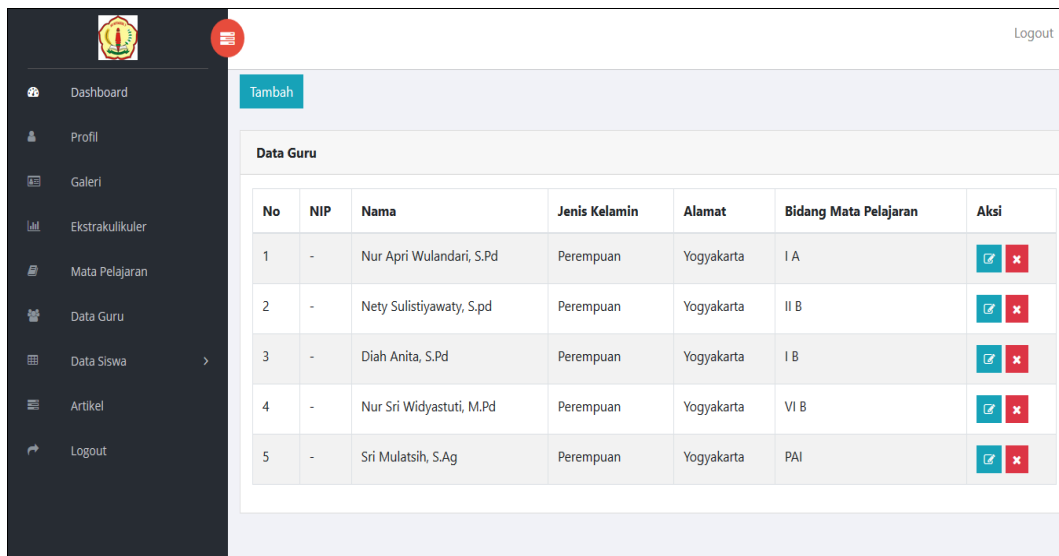 Logout
Dashboard
Profil
Galeri
Ekstrakulikuler
Mata Pelajaran
Data Guru
Data Siswa
Artikel
Logout
Tambah
Data Guru
No NIP Nama Jenis Kelamin Alamat Bidang Mata Pelajaran Aksi
1 - Nur Apri Wulandari, S.Pd Perempuan Yogyakarta I A
2 - Nety Sulistiyawaty, S.pd Perempuan Yogyakarta II B
3 - Diah Anita, S.Pd Perempuan Yogyakarta I B
4 - Nur Sri Widyastuti, M.Pd Perempuan Yogyakarta VI B
5 - Sri Mulatsih, S.Ag Perempuan Yogyakarta PAI